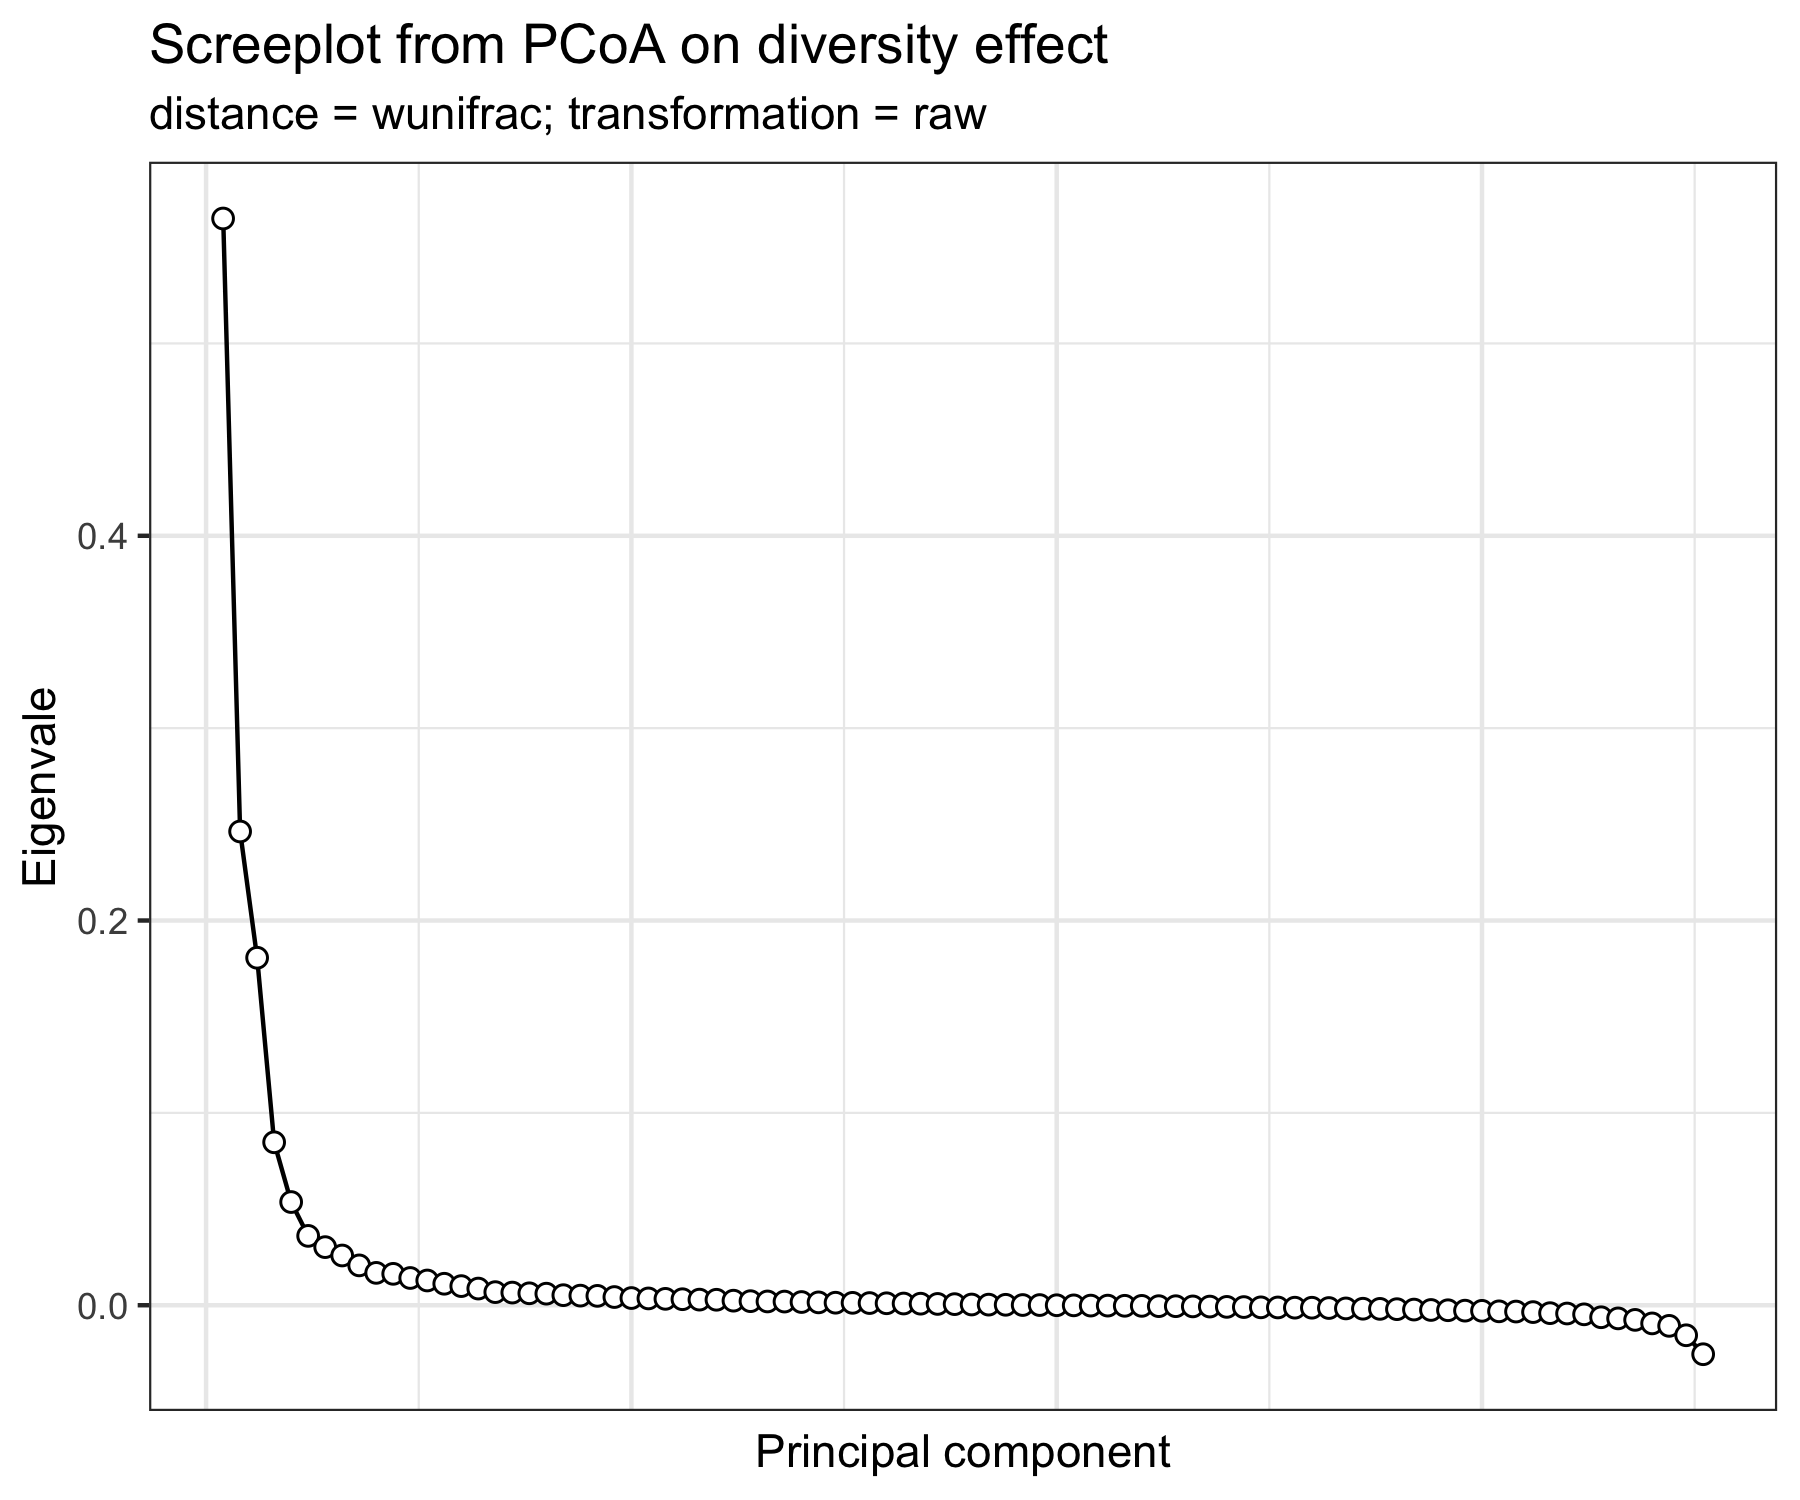 Screeplot from PCoA on diversity effect
distance = wunifrac; transformation = raw
Eigenvale
0.4
0.2
0.0
Principal component